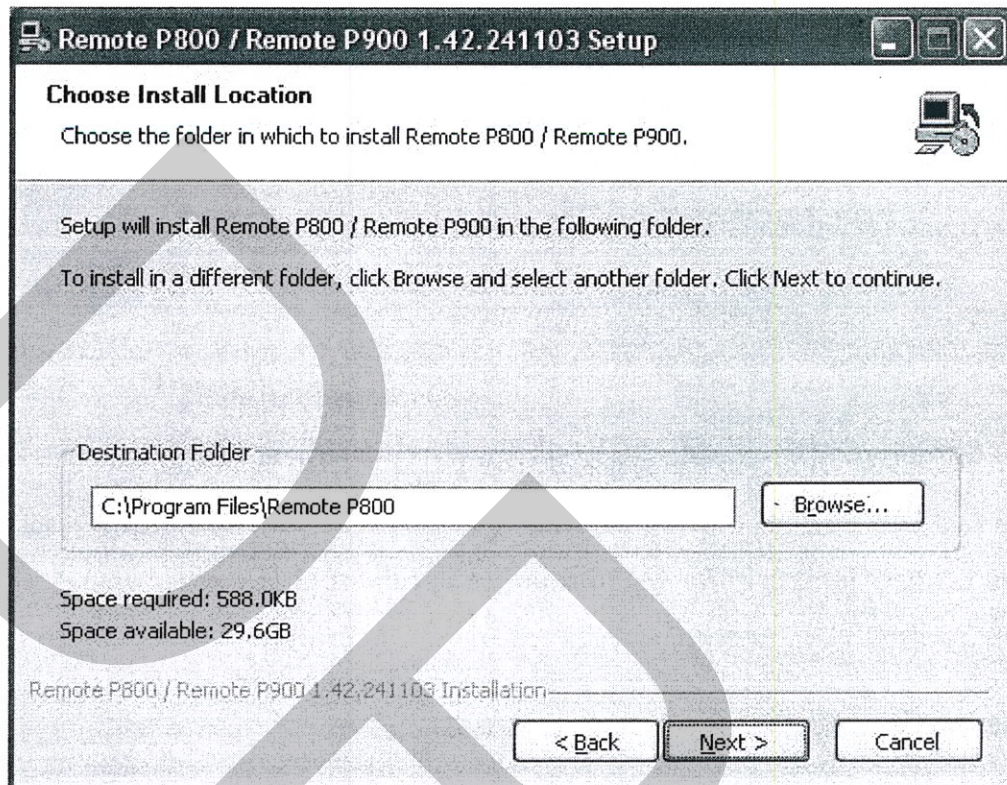 Remote P800 / Remote P900 1.42.241103 Setup
Choose Install Location
Choose the folder in which to install Remote P800 / Remote P900.
Setup will install Remote P800 / Remote P900 in the following folder.
To install in a different folder, click Browse and select another folder. Click Next to continue.
Destination Folder
C:\Program Files\Remote P800
Browse...
Space required: 588.0KB
Space available: 29.6GB
Remote P800 / Remote P900 1.42.241103 Installation
< Back
Next >
Cancel